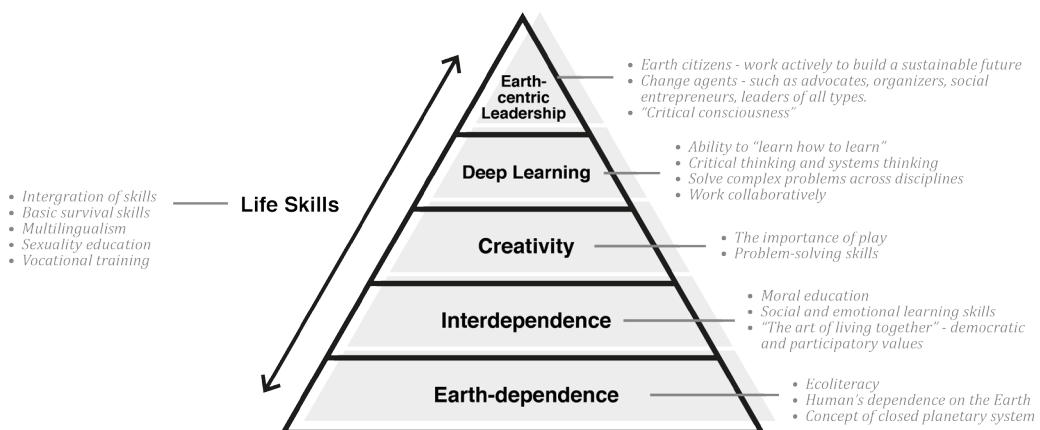 Earth-
centric
Leadership
• Earth citizens - work actively to build a sustainable future
• Change agents - such as advocates, organizers, social
entrepreneurs, leaders of all types.
• "Critical consciousness"
Deep Learning
• Ability to "learn how to learn"
• Critical thinking and systems thinking
• Solve complex problems across disciplines
• Work collaboratively
• Intergration of skills
• Basic survival skills
• Multilingualism
• Sexuality education
• Vocational training
Life Skills
Creativity
• The importance of play
• Problem-solving skills
Interdependence
• Moral education
• Social and emotional learning skills
• "The art of living together" - democratic
and participatory values
Earth-dependence
• Ecoliteracy
• Human's dependence on the Earth
• Concept of closed planetary system